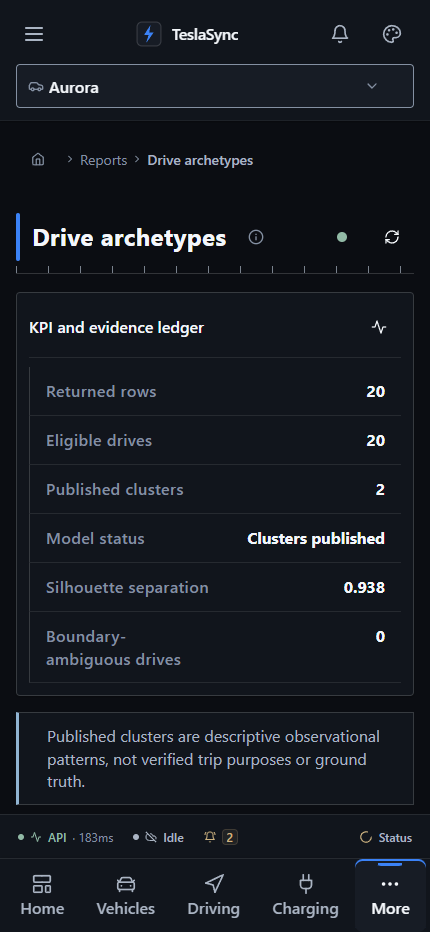 TeslaSync
Aurora
Reports > Drive archetypes
Drive archetypes
KPI and evidence ledger
Returned rows 20
Eligible drives 20
Published clusters 2
Model status Clusters published
Silhouette separation 0.938
Boundary- 0
ambiguous drives
Published clusters are descriptive observational
patterns, not verified trip purposes or ground
truth.
API · 183ms Idle 2 Status
Home Vehicles Driving Charging More